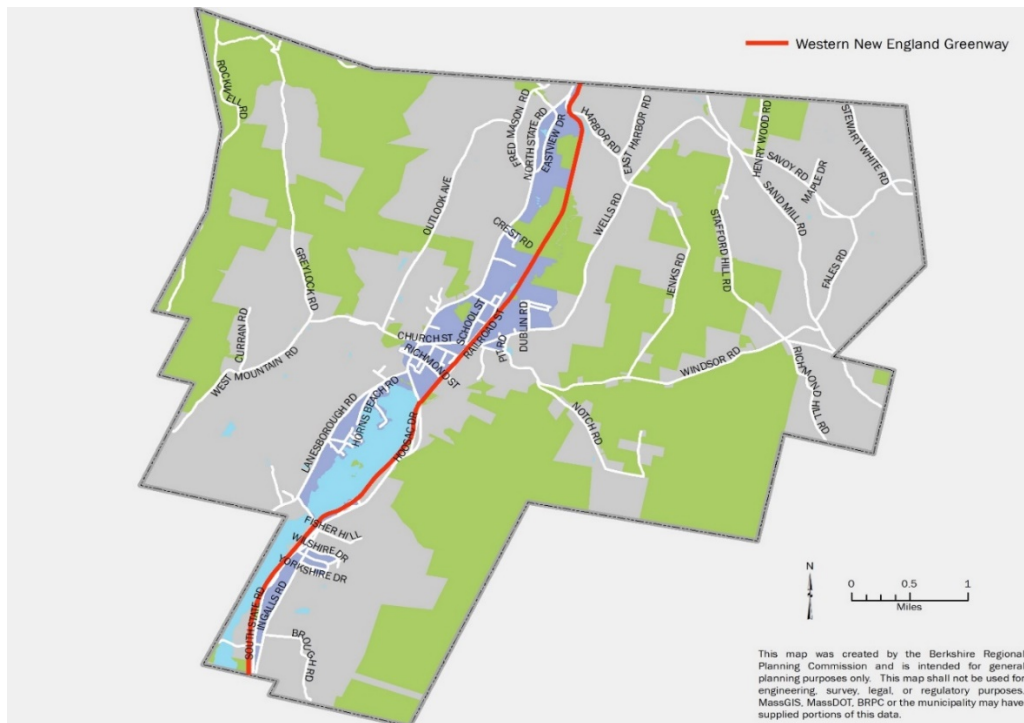 Western New England Greenway
ROCKWELL RD
FRED MASON RD
NORTH STATE RD
EASTVIEW DR
HARBOR RD
EAST HARBOR RD
HENRY WOOD RD
SAVOY RD
MAPLE DR
STEWART WHITE RD
SAND MILL RD
OUTLOOK AVE
WELLS RD
CREST RD
STAFFORD HILL RD
GREYLOCK RD
JENKS RD
FALES RD
CURRAN RD
WEST MOUNTAIN RD
CHURCH ST
SCHOOL ST
RAILROAD ST
RICHMOND ST
DUBLIN RD
WINDSOR RD
RICHMOND HILL RD
LANESBOROUGH RD
HORNS BEACH RD
HOOSAC DR
NOTCH RD
FISHER HILL
WILSHIRE DR
YORKSHIRE DR
SOUTH STATE RD
INGALLS RD
BROUGH RD
N
0 0.5 1
Miles
This map was created by the Berkshire Regional
Planning Commission and is intended for general
planning purposes only. This map shall not be used for
engineering, survey, legal, or regulatory purposes.
MassGIS, MassDOT, BRPC or the municipality may have
supplied portions of this data.